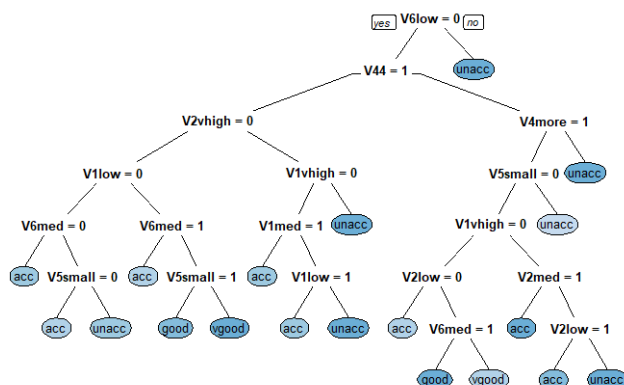 yes V6low = 0 no
V44 = 1 unacc
V2vhigh = 0 V4more = 1
V1low = 0 V1vhigh = 0 V5small = 0 unacc
V6med = 0 V6med = 1 V1med = 1 unacc V1vhigh = 0 unacc
acc V5small = 0 acc V5small = 1 acc V1low = 1 V2low = 0 V2med = 1
acc unacc good vgood acc unacc acc V6med = 1 acc V2low = 1
good vgood acc unacc